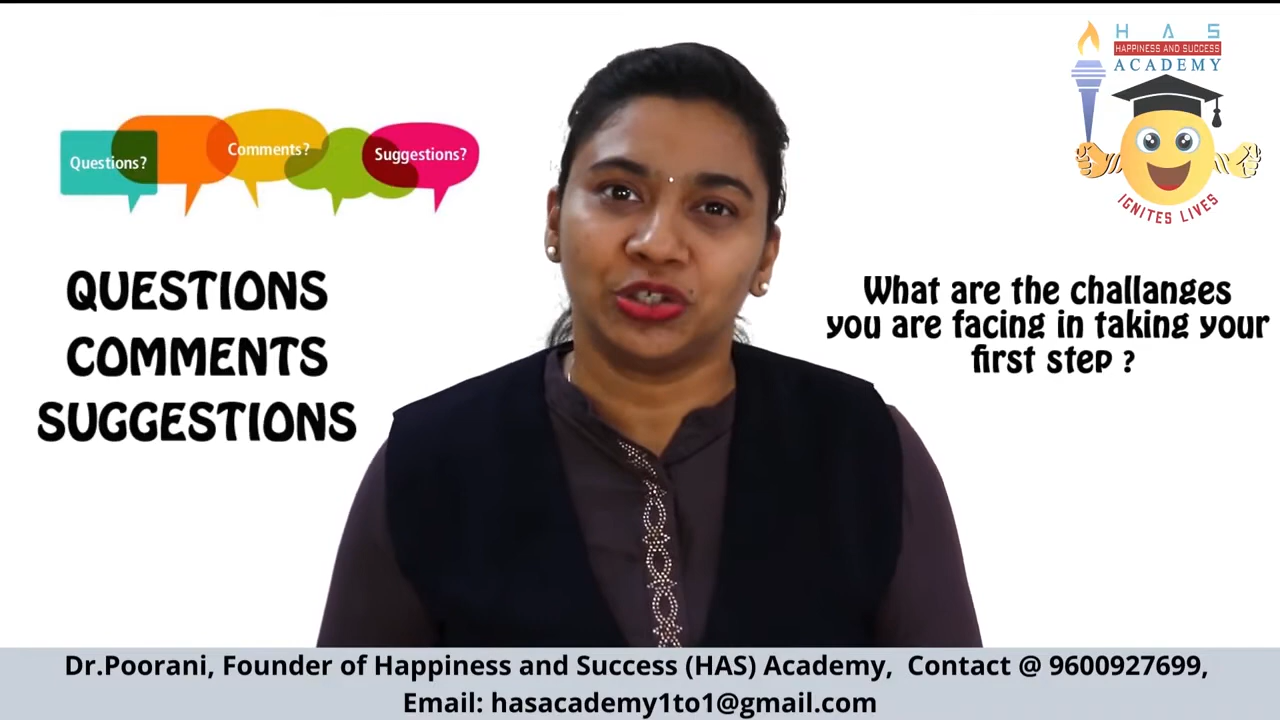 Questions?
Comments?
Suggestions?
QUESTIONS
COMMENTS
SUGGESTIONS
H A S
HAPPINESS AND SUCCESS
ACADEMY
IGNITES LIVES
What are the challanges
you are facing in taking your
first step ?
Dr.Poorani, Founder of Happiness and Success (HAS) Academy, Contact @ 9600927699,
Email: hasacademy1to1@gmail.com